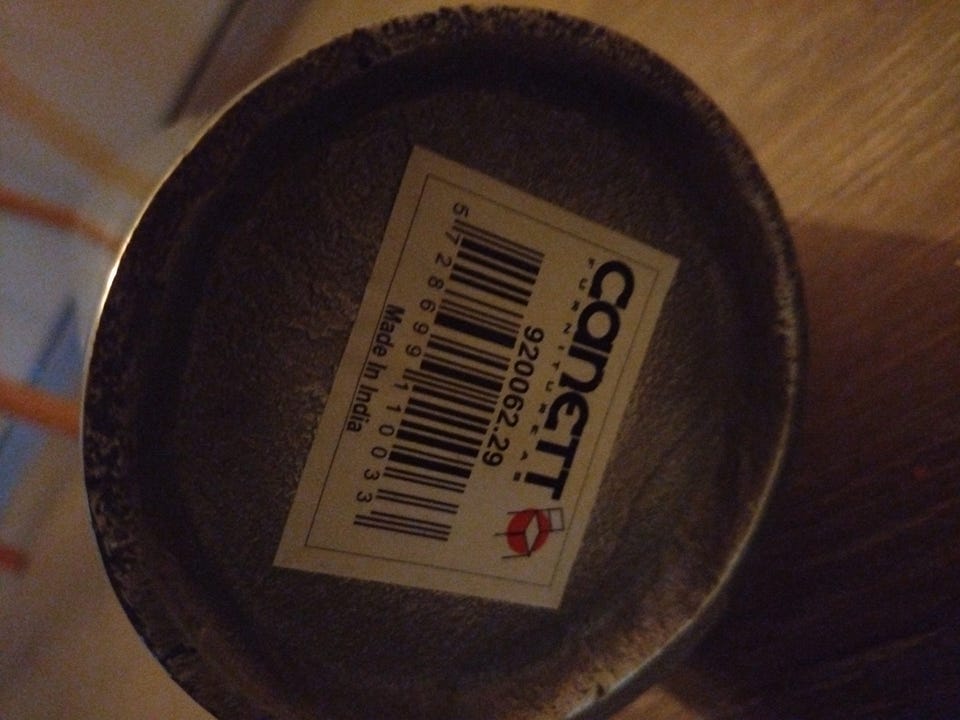 canett
FURNITURE A/S
920062.29
5 728699 110033
Made In India